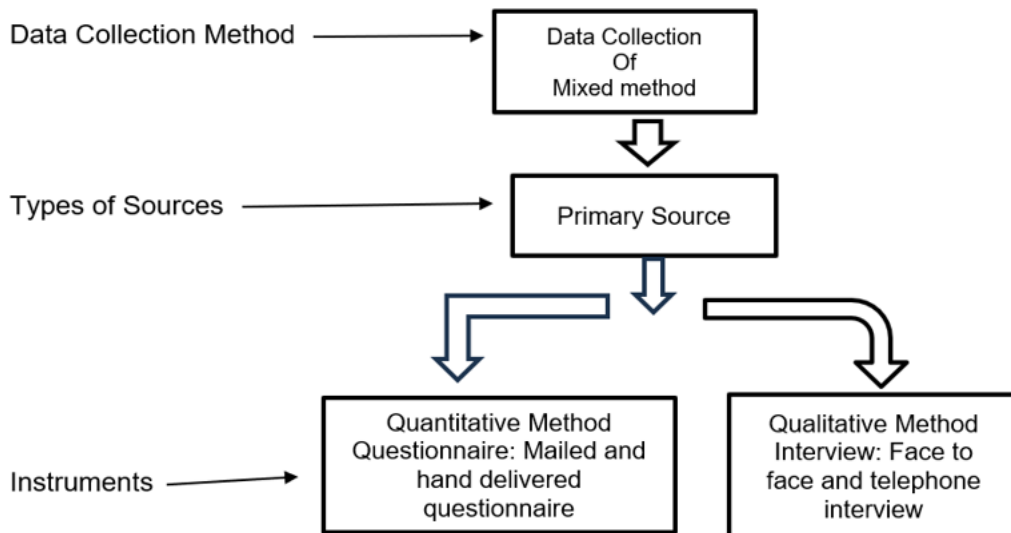 Data Collection Method
Data Collection
Of
Mixed method
Types of Sources
Primary Source
Instruments
Quantitative Method
Questionnaire: Mailed and
hand delivered
questionnaire
Qualitative Method
Interview: Face to
face and telephone
interview